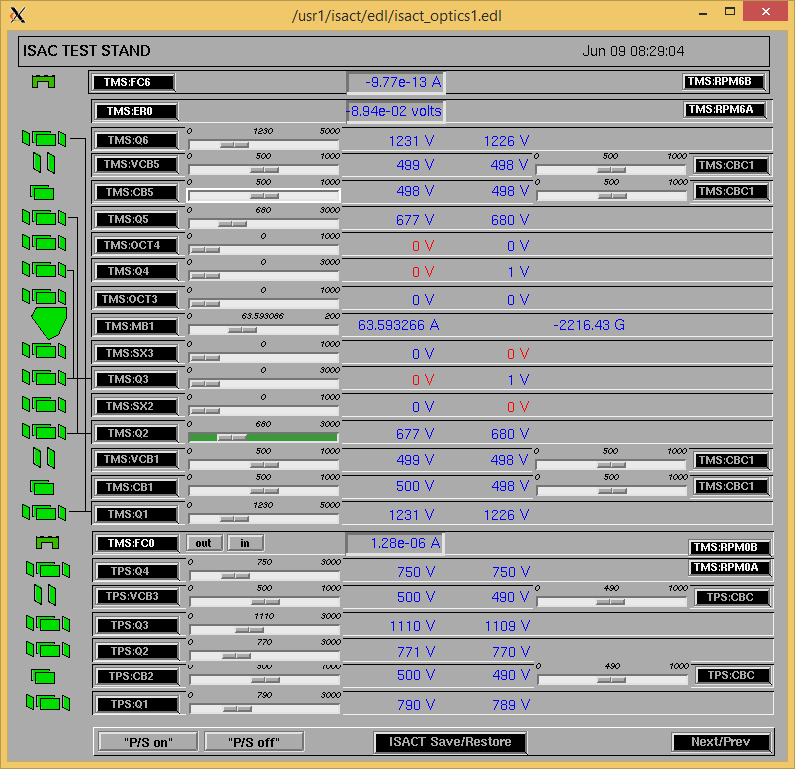 /usr1/isact/edl/isact_optics1.edl
ISAC TEST STAND Jun 09 08:29:04
TMS:FC6 -9.77e-13 A TMS:RPM6B
TMS:ER0 -8.94e-02 volts TMS:RPM6A
TMS:Q6 0 1230 5000 1231 V 1226 V
TMS:VCB5 0 500 1000 499 V 498 V 0 500 1000 TMS:CBC1
TMS:CB5 0 500 1000 498 V 498 V 0 500 1000 TMS:CBC1
TMS:Q5 0 680 3000 677 V 680 V
TMS:OCT4 0 0 1000 0 V 0 V
TMS:Q4 0 0 3000 0 V 1 V
TMS:OCT3 0 0 1000 0 V 0 V
TMS:MB1 0 63.593086 200 63.593266 A -2216.43 G
TMS:SX3 0 0 1000 0 V 0 V
TMS:Q3 0 0 3000 0 V 1 V
TMS:SX2 0 0 1000 0 V 0 V
TMS:Q2 0 680 3000 677 V 680 V
TMS:VCB1 0 500 1000 499 V 498 V 0 500 1000 TMS:CBC1
TMS:CB1 0 500 1000 500 V 498 V 0 500 1000 TMS:CBC1
TMS:Q1 0 1230 5000 1231 V 1226 V
TMS:FC0 out in 1.28e-06 A TMS:RPM0B
TPS:Q4 0 750 3000 750 V 750 V TMS:RPM0A
TPS:VCB3 0 500 1000 500 V 490 V 0 490 1000 TPS:CBC
TPS:Q3 0 1110 3000 1110 V 1109 V
TPS:Q2 0 770 3000 771 V 770 V
TPS:CB2 0 500 1000 500 V 490 V 0 490 1000 TPS:CBC
TPS:Q1 0 790 3000 790 V 789 V
"P/S on" "P/S off" ISACT Save/Restore Next/Prev